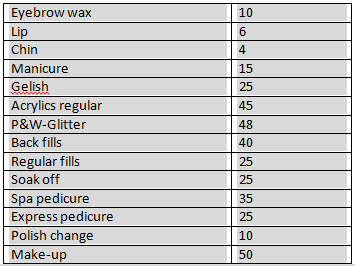 Eyebrow wax 10
Lip 6
Chin 4
Manicure 15
Gelish 25
Acrylics regular 45
P&W-Glitter 48
Back fills 40
Regular fills 25
Soak off 25
Spa pedicure 35
Express pedicure 25
Polish change 10
Make-up 50